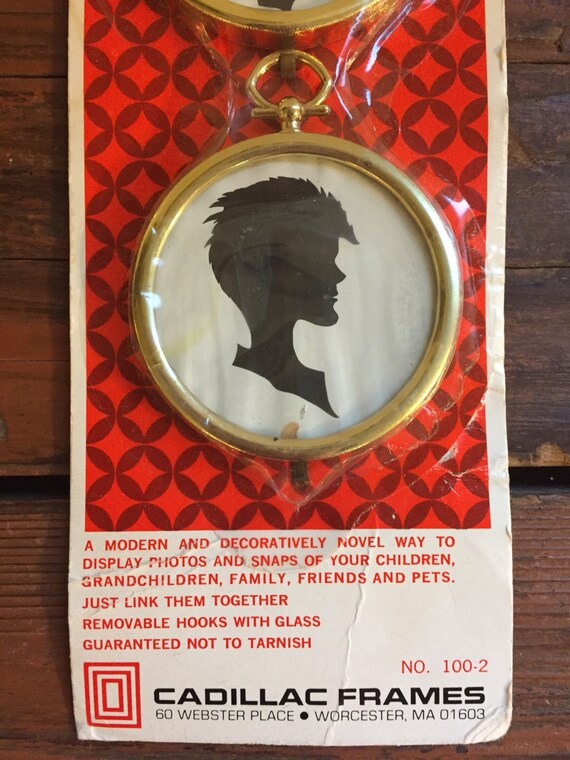 A MODERN AND DECORATIVELY NOVEL WAY TO
DISPLAY PHOTOS AND SNAPS OF YOUR CHILDREN,
GRANDCHILDREN, FAMILY, FRIENDS AND PETS.
JUST LINK THEM TOGETHER
REMOVABLE HOOKS WITH GLASS
GUARANTEED NOT TO TARNISH
NO. 100-2
CADILLAC FRAMES
60 WEBSTER PLACE ● WORCESTER, MA 01603